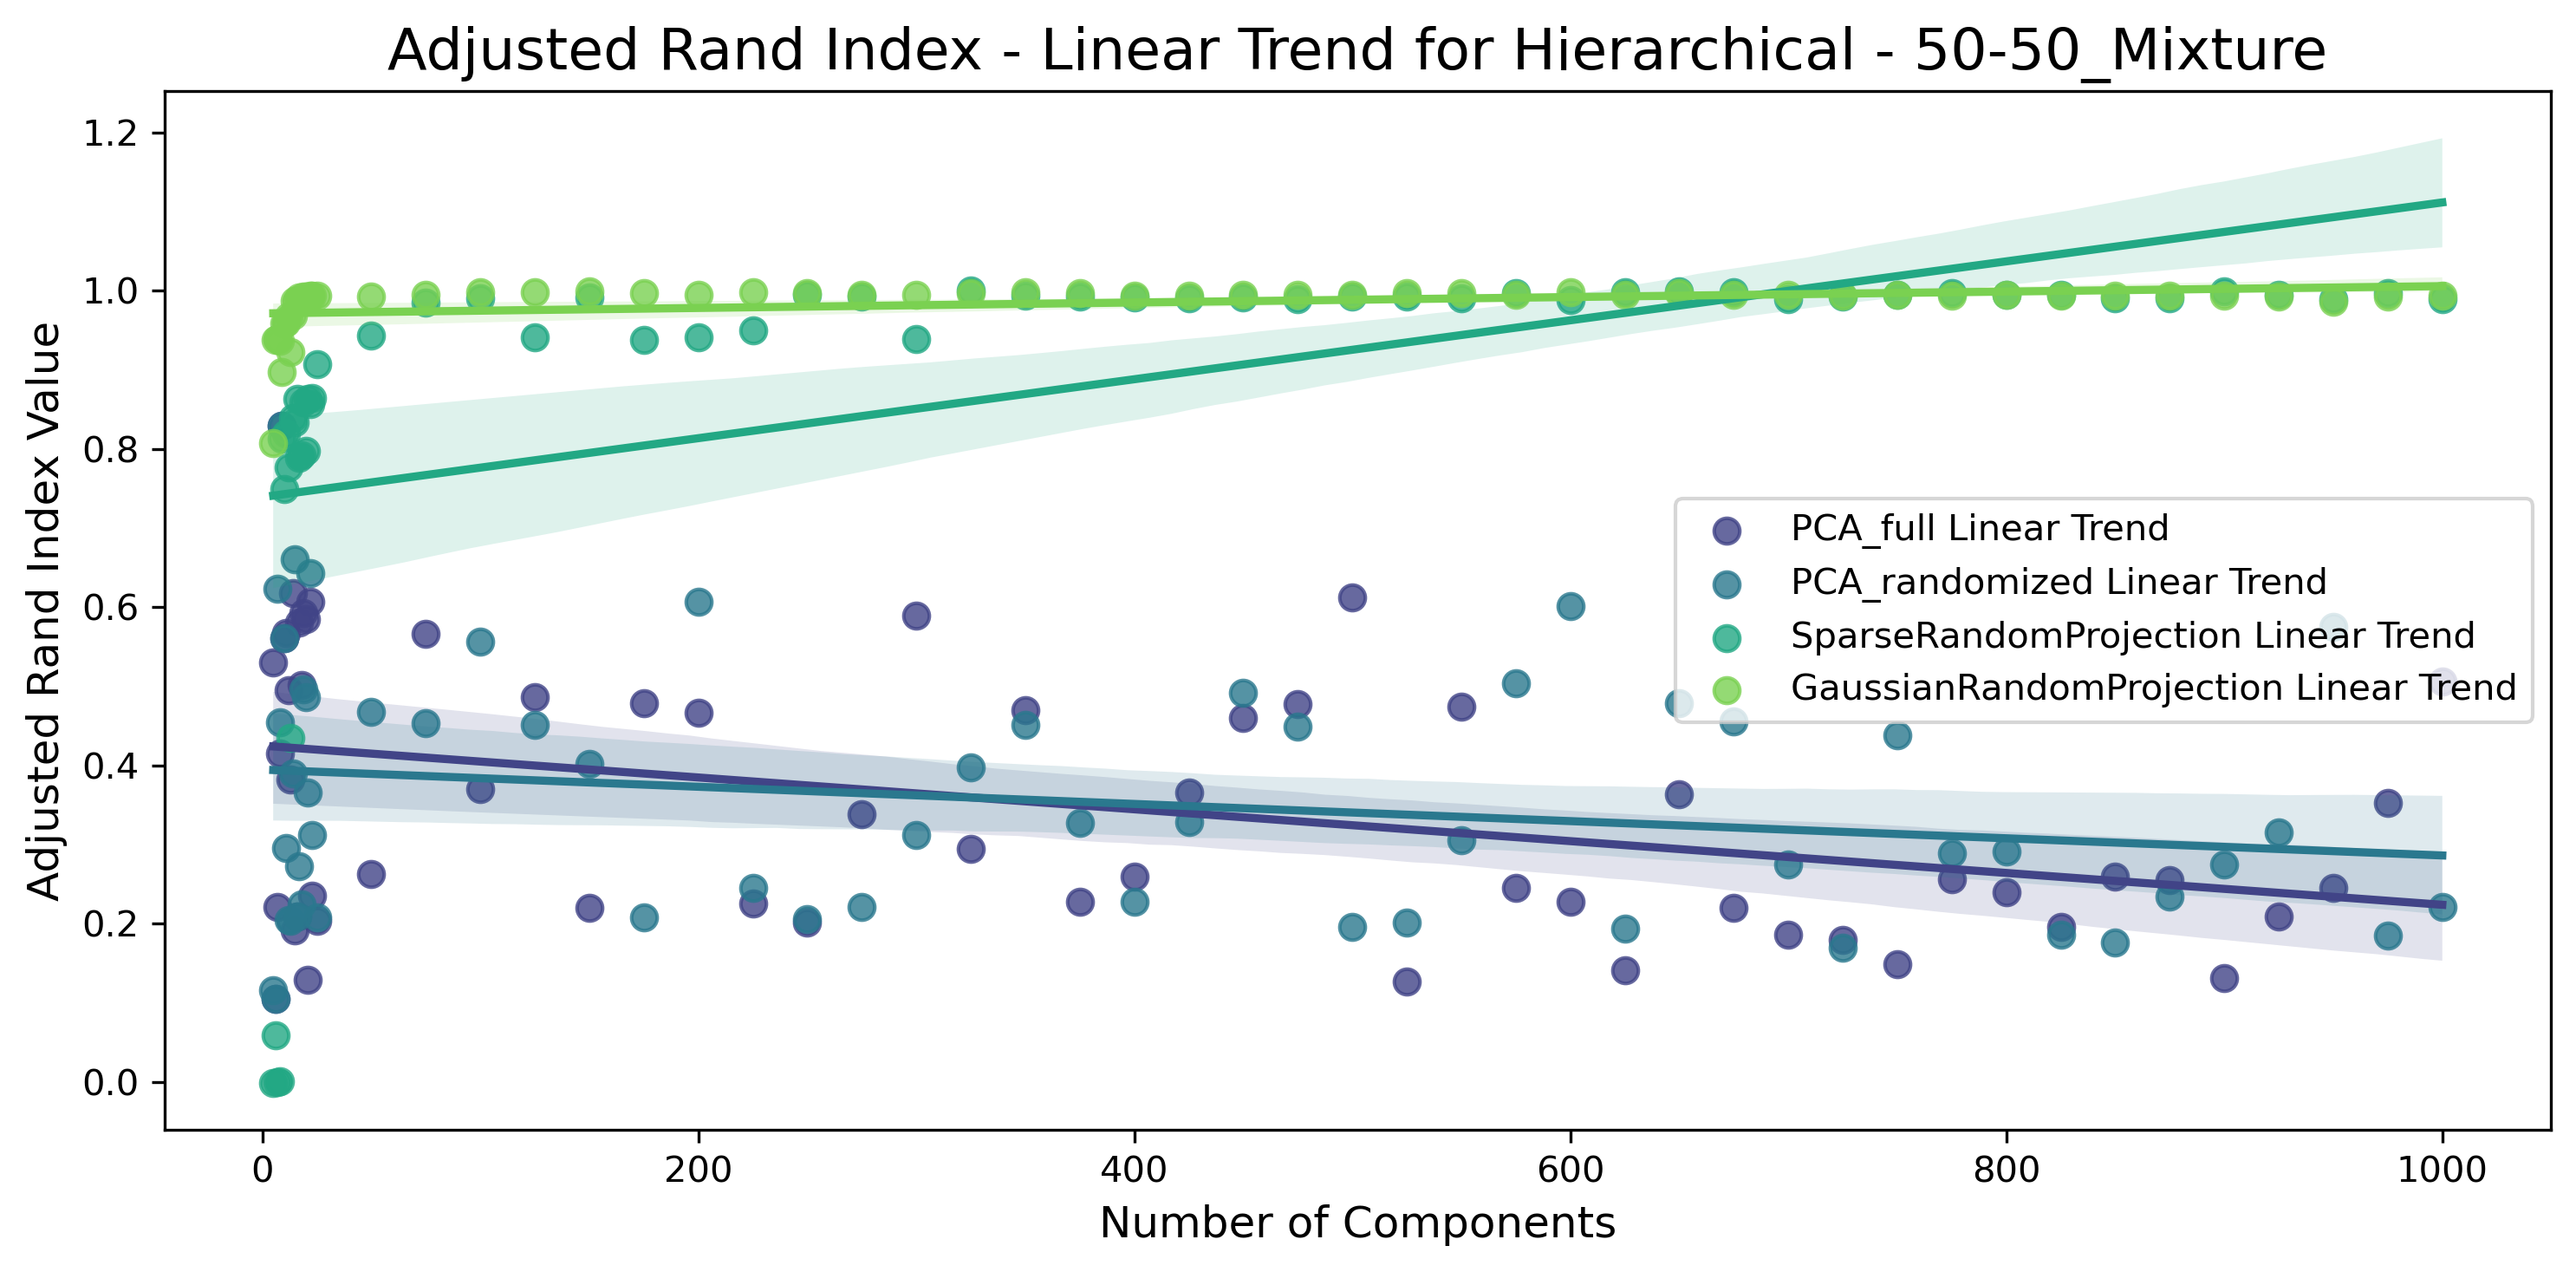 Adjusted Rand Index - Linear Trend for Hierarchical - 50-50_Mixture
Adjusted Rand Index Value
1.2
1.0
0.8
0.6
0.4
0.2
0.0
PCA_full Linear Trend
PCA_randomized Linear Trend
SparseRandomProjection Linear Trend
GaussianRandomProjection Linear Trend
0 200 400 600 800 1000
Number of Components